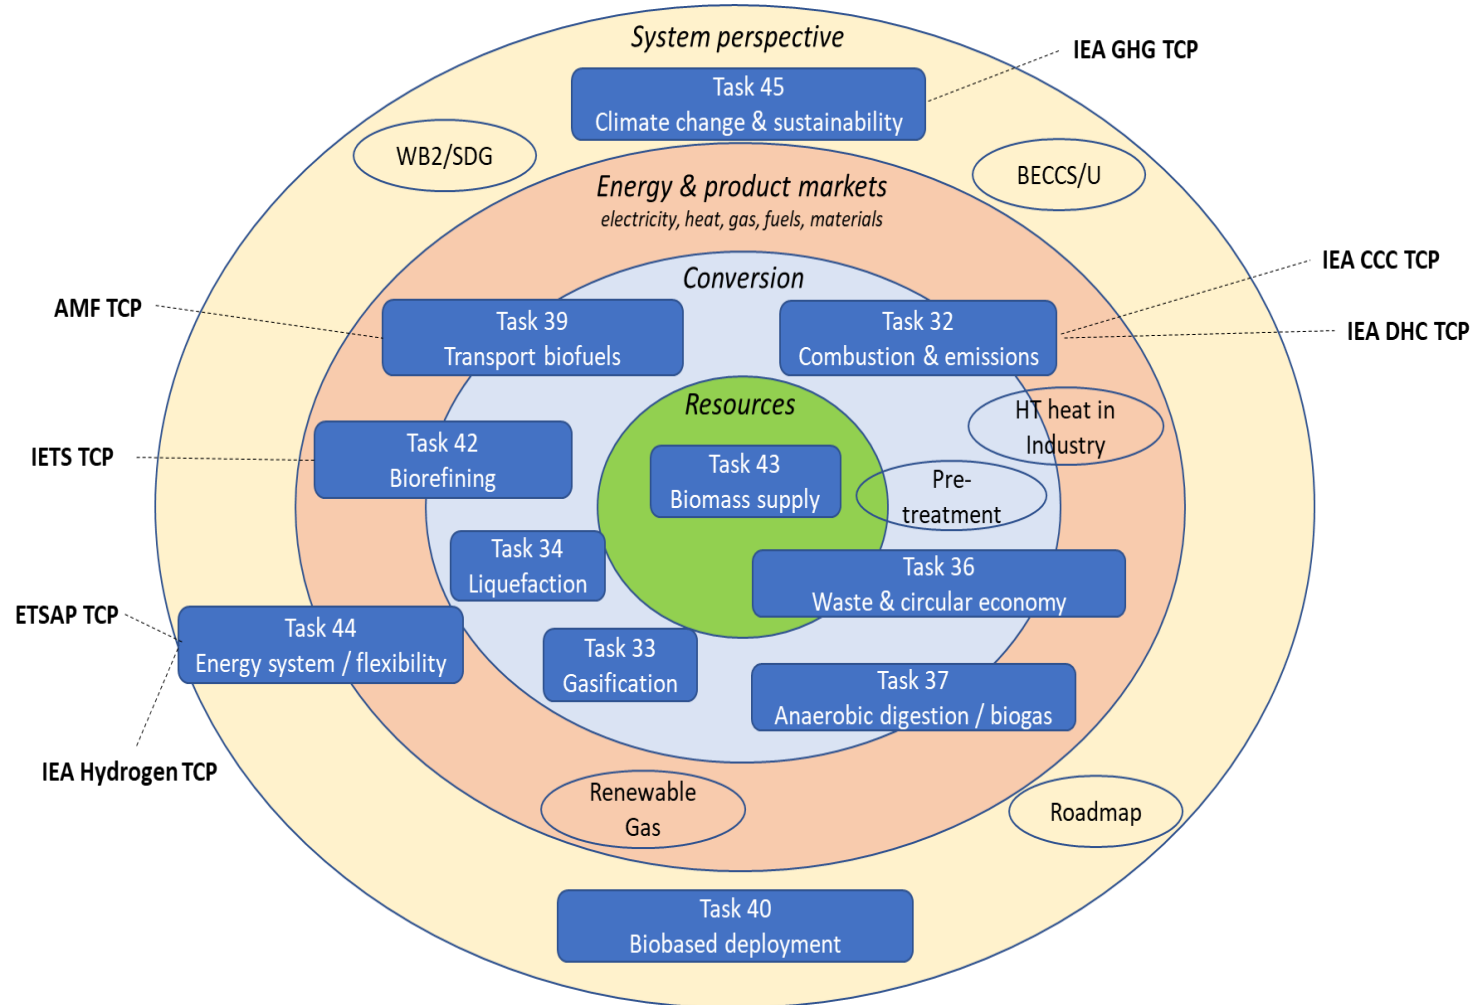 System perspective
IEA GHG TCP
Task 45
Climate change & sustainability
WB2/SDG
BECCS/U
Energy & product markets
electricity, heat, gas, fuels, materials
IEA CCC TCP
Conversion
AMF TCP
Task 39
Transport biofuels
Task 32
Combustion & emissions
IEA DHC TCP
Resources
HT heat in
Industry
IETS TCP
Task 42
Biorefining
Task 43
Biomass supply
Pre-
treatment
Task 34
Liquefaction
Task 36
Waste & circular economy
ETSAP TCP
Task 44
Energy system / flexibility
Task 33
Gasification
Task 37
Anaerobic digestion / biogas
IEA Hydrogen TCP
Renewable
Gas
Roadmap
Task 40
Biobased deployment